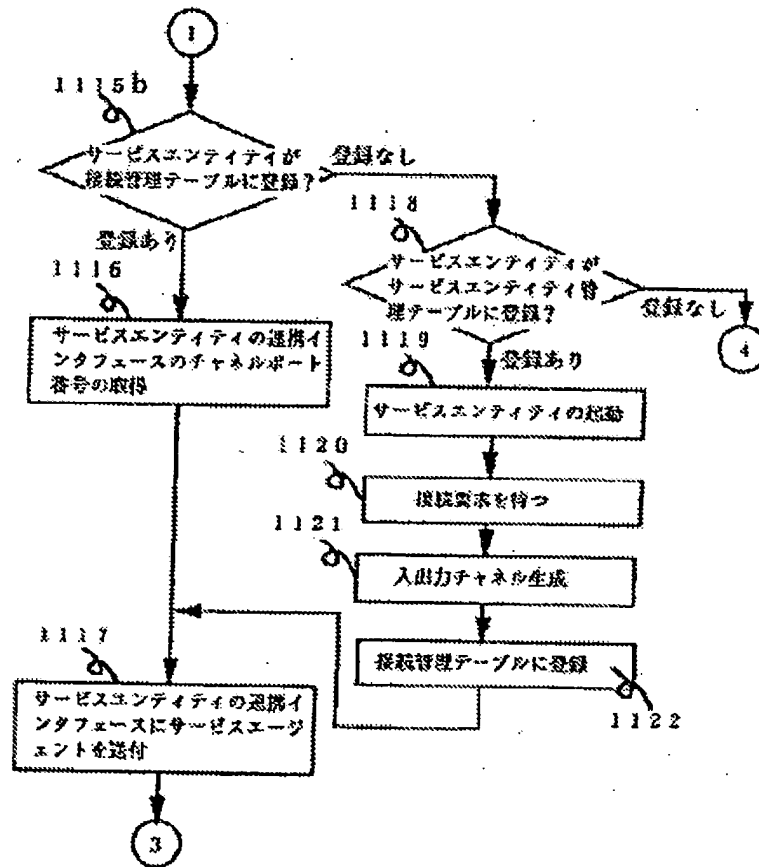 1
1115b
サービスエンティティが
接続管理テーブルに登録？
登録なし
登録あり
1116
サービスエンティティの連携イ
ンタフェースのチャネルポート
番号の取得
1118
サービスエンティティが
サービスエンティティ管
理テーブルに登録？
登録なし
4
登録あり
1119
サービスエンティティの起動
1120
接続要求を待つ
1121
入出力チャネル生成
接続管理テーブルに登録
1122
1117
サービスエンティティの連携イ
ンタフェースにサービスエージ
ェントを送付
3